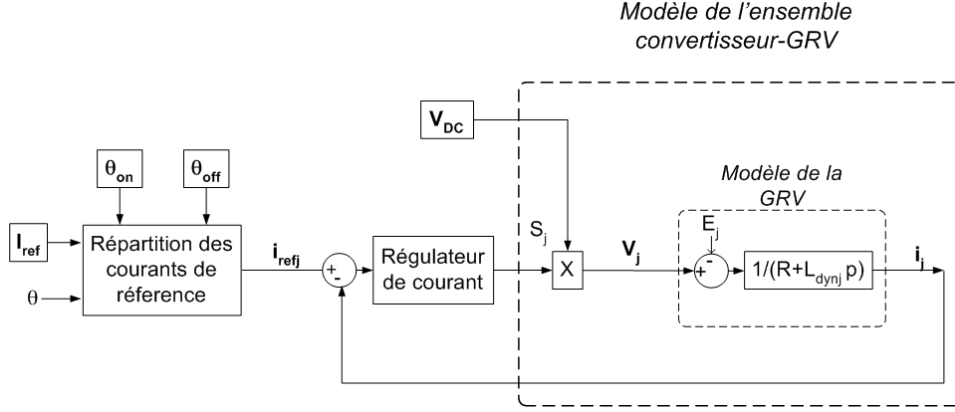 Modèle de l'ensemble
convertisseur-GRV
V_DC
θ_on
θ_off
Modèle de la
GRV
I_ref
Répartition des
courants de
réference
θ
i_refj
+
-
Régulateur
de courant
S_j
X
V_j
E_j
+
-
1/(R+L_dynj p)
i_j